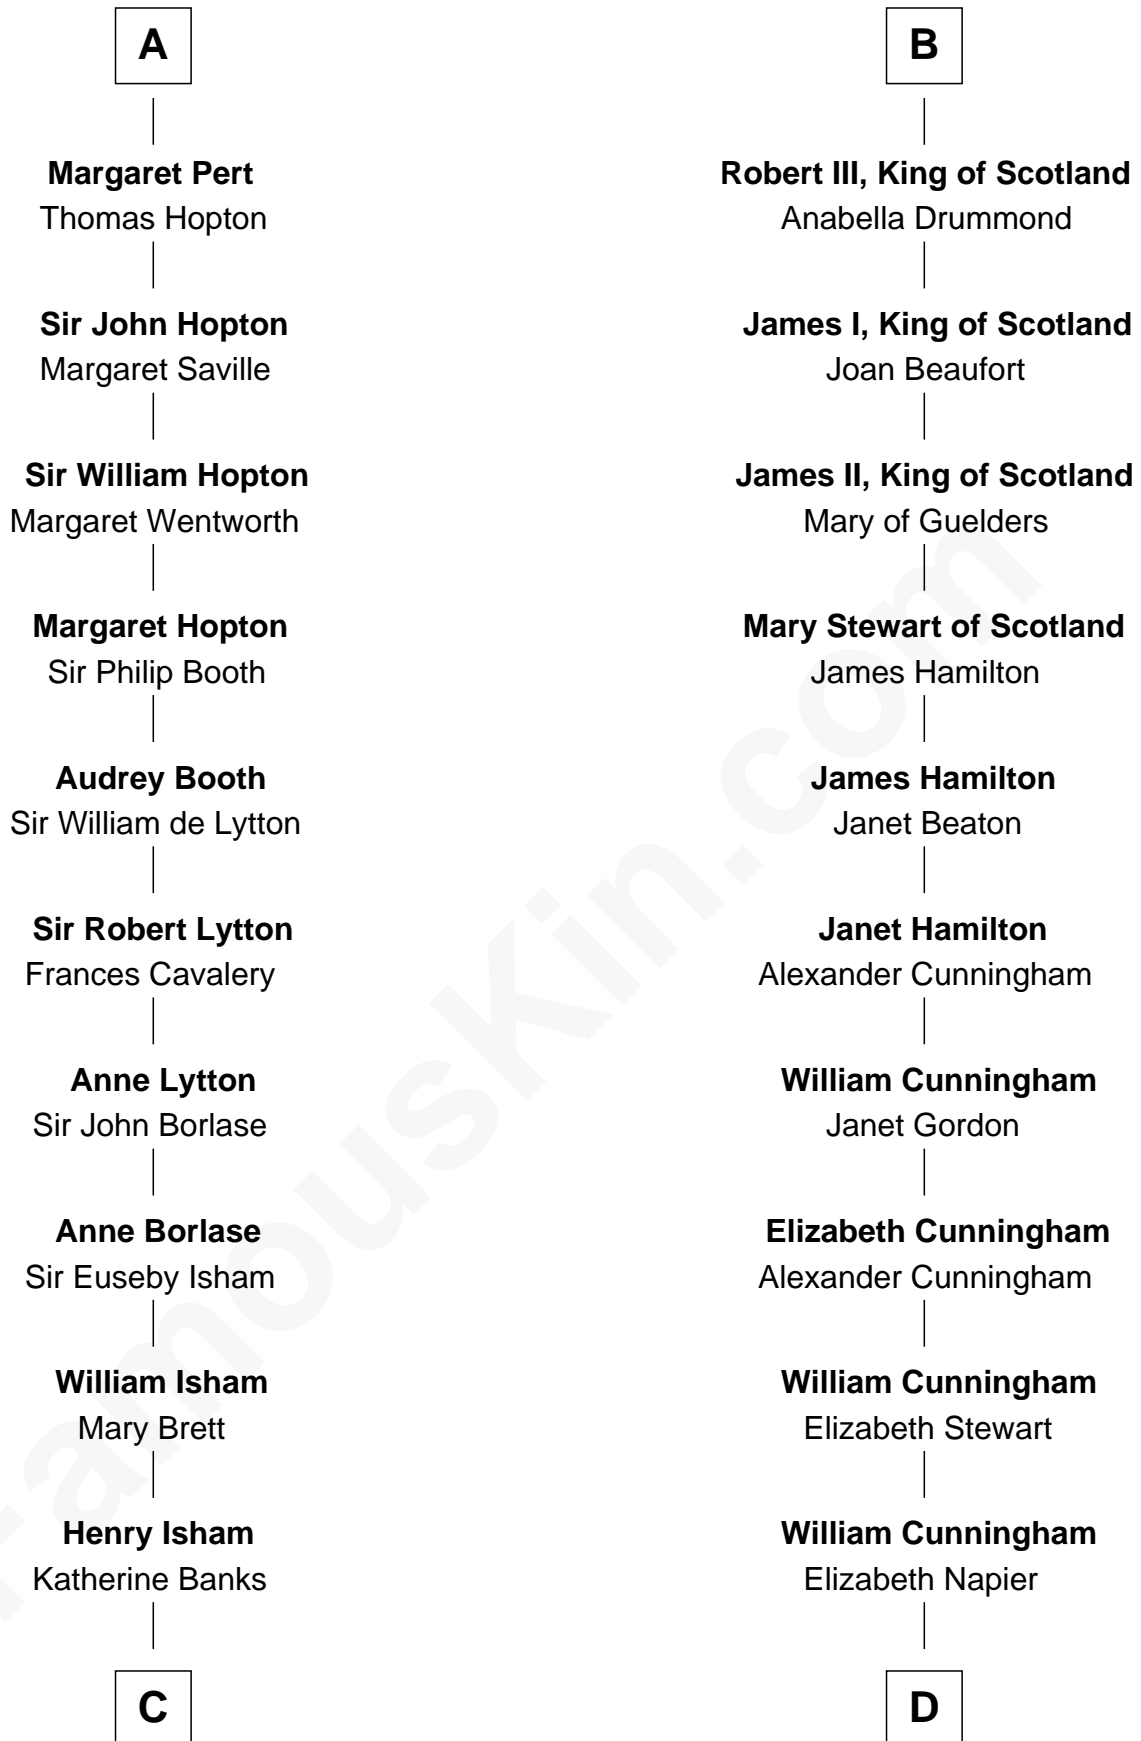 A
Margaret Pert
Thomas Hopton
Sir John Hopton
Margaret Saville
Sir William Hopton
Margaret Wentworth
Margaret Hopton
Sir Philip Booth
Audrey Booth
Sir William de Lytton
Sir Robert Lytton
Frances Cavalery
Anne Lytton
Sir John Borlase
Anne Borlase
Sir Euseby Isham
William Isham
Mary Brett
Henry Isham
Katherine Banks
C
B
Robert III, King of Scotland
Anabella Drummond
James I, King of Scotland
Joan Beaufort
James II, King of Scotland
Mary of Guelders
Mary Stewart of Scotland
James Hamilton
James Hamilton
Janet Beaton
Janet Hamilton
Alexander Cunningham
William Cunningham
Janet Gordon
Elizabeth Cunningham
Alexander Cunningham
William Cunningham
Elizabeth Stewart
William Cunningham
Elizabeth Napier
D
FamousKin.com